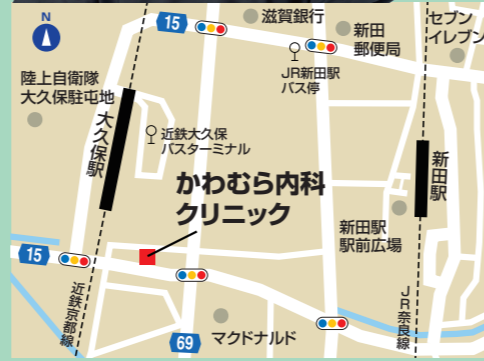 N
15
滋賀銀行
新田
郵便局
セブン
イレブン
JR新田駅
バス停
陸上自衛隊
大久保駐屯地
大久保駅
近鉄大久保
バスターミナル
かわむら内科
クリニック
新田駅
新田駅
駅前広場
15
近鉄京都線
JR奈良線
69
マクドナルド